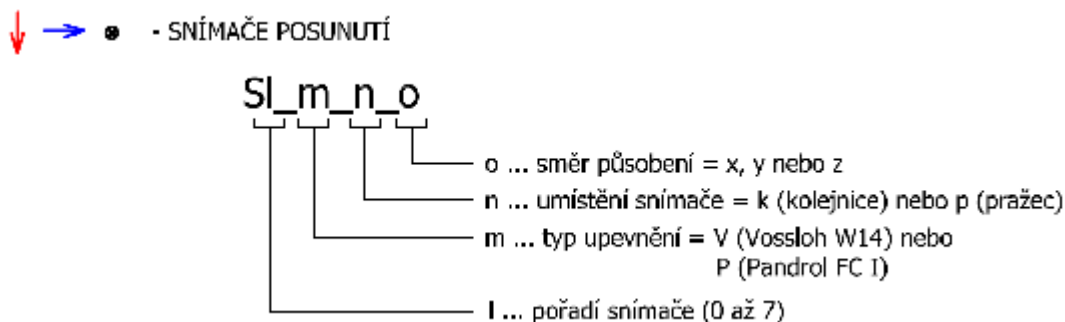 - SNÍMAČE POSUNUTÍ
Sl_m_n_o
o ... směr působení = x, y nebo z
n ... umístění snímače = k (kolejnice) nebo p (pražec)
m ... typ upevnění = V (Vossloh W14) nebo
P (Pandrol FC I)
l ... pořadí snímače (0 až 7)